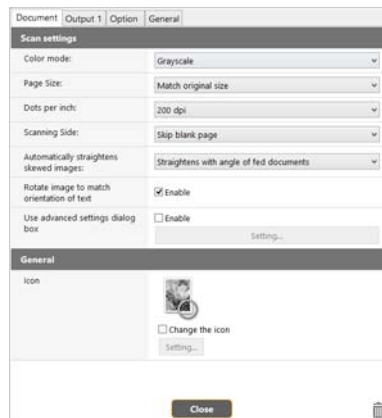 Document Output 1 Option General
Scan settings
Color mode: Grayscale
Page Size: Match original size
Dots per inch: 200 dpi
Scanning Side: Skip blank page
Automatically straightens
skewed images: Straightens with angle of fed documents
Rotate image to match
orientation of text Enable
Use advanced settings dialog
box Enable
Setting...
General
Icon
Change the icon
Setting...
Close